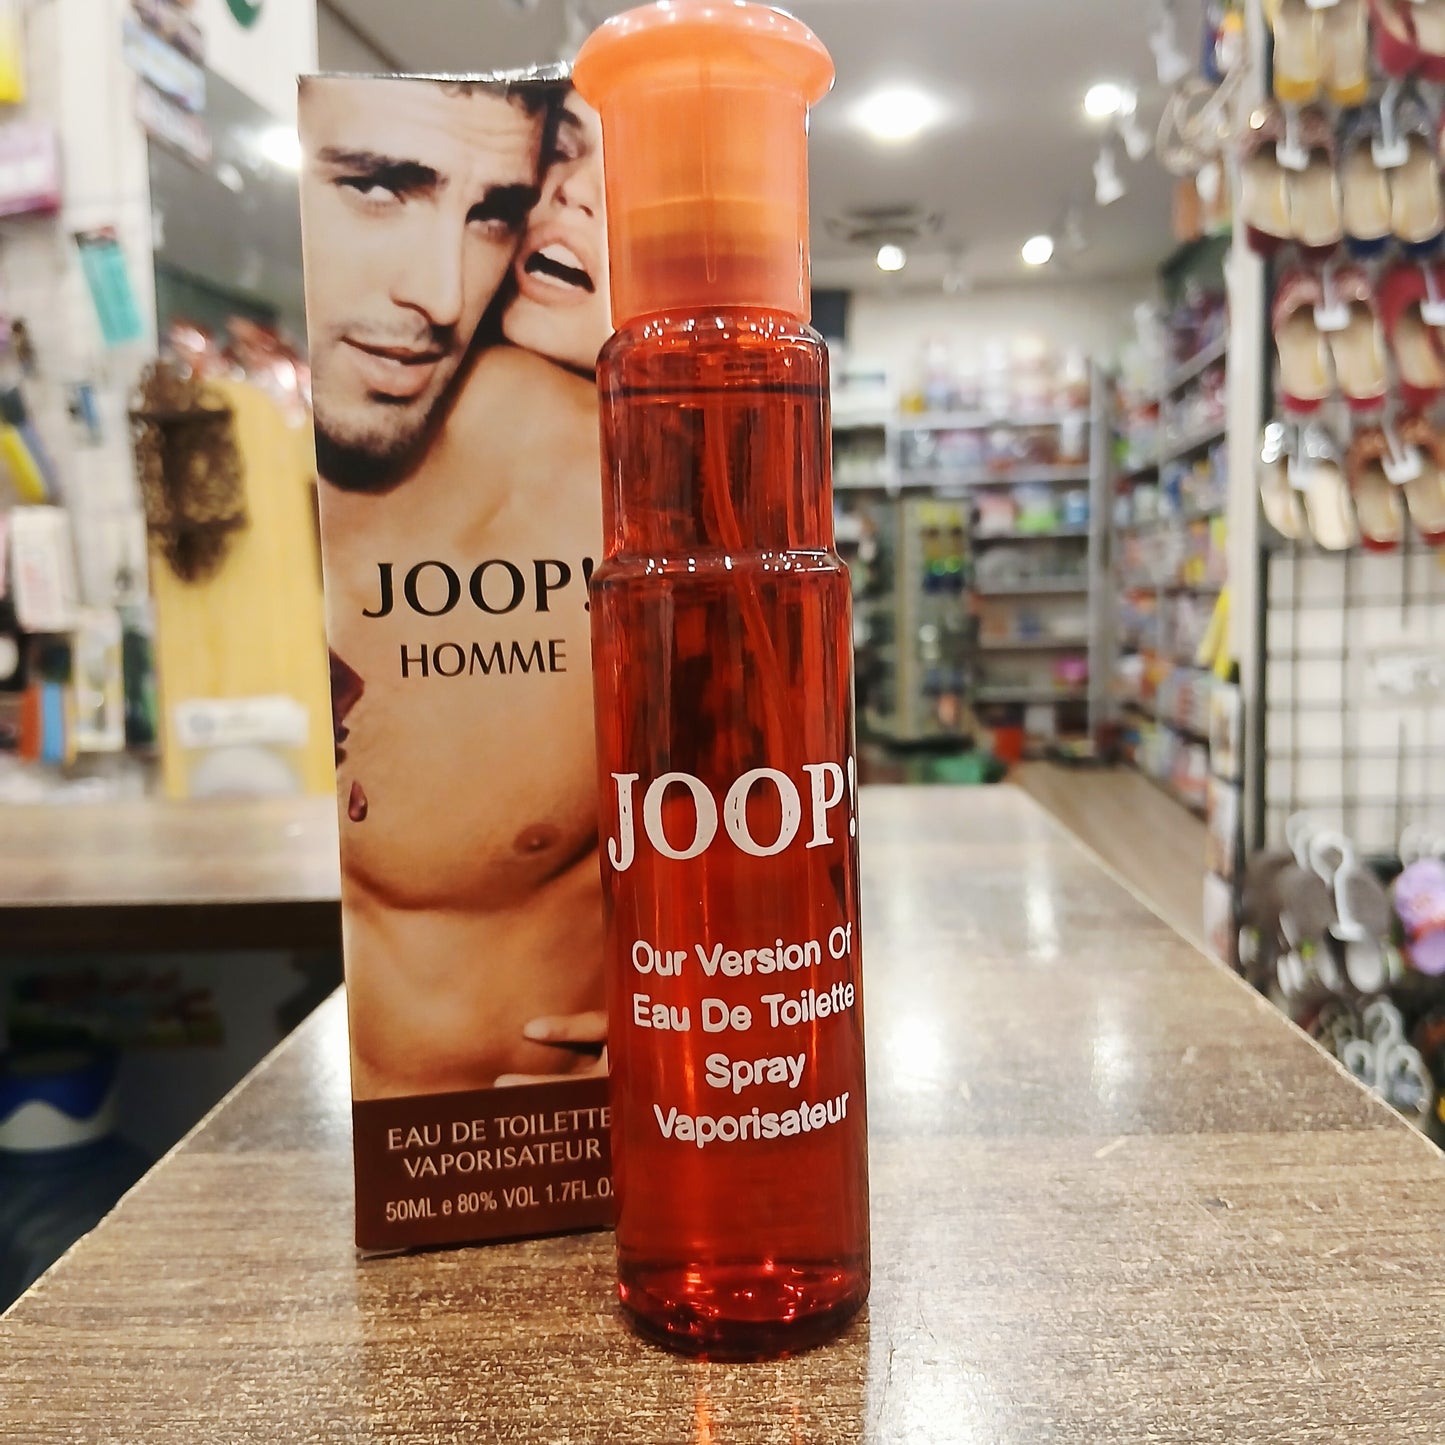 JOOP!
HOMME
EAU DE TOILETTE
VAPORISATEUR
50ML e 80% VOL 1.7FL.OZ
JOOP!
Our Version Of
Eau De Toilette
Spray
Vaporisateur